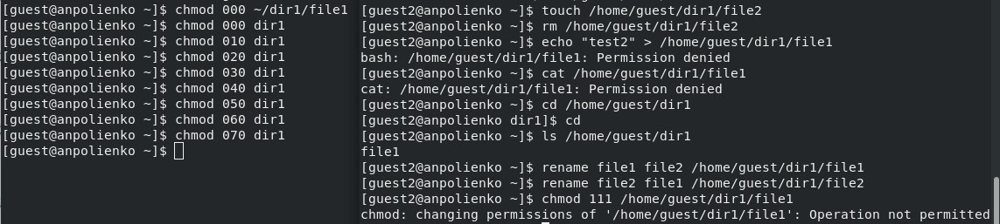 [guest@anpolienko ~]$ chmod 000 ~/dir1/file1
[guest@anpolienko ~]$ chmod 000 dir1
[guest@anpolienko ~]$ chmod 010 dir1
[guest@anpolienko ~]$ chmod 020 dir1
[guest@anpolienko ~]$ chmod 030 dir1
[guest@anpolienko ~]$ chmod 040 dir1
[guest@anpolienko ~]$ chmod 050 dir1
[guest@anpolienko ~]$ chmod 060 dir1
[guest@anpolienko ~]$ chmod 070 dir1
[guest@anpolienko ~]$
[guest2@anpolienko ~]$ touch /home/guest/dir1/file2
[guest2@anpolienko ~]$ rm /home/guest/dir1/file2
[guest2@anpolienko ~]$ echo "test2" > /home/guest/dir1/file1
bash: /home/guest/dir1/file1: Permission denied
[guest2@anpolienko ~]$ cat /home/guest/dir1/file1
cat: /home/guest/dir1/file1: Permission denied
[guest2@anpolienko ~]$ cd /home/guest/dir1
[guest2@anpolienko dir1]$ cd
[guest2@anpolienko ~]$ ls /home/guest/dir1
file1
[guest2@anpolienko ~]$ rename file1 file2 /home/guest/dir1/file1
[guest2@anpolienko ~]$ rename file2 file1 /home/guest/dir1/file2
[guest2@anpolienko ~]$ chmod 111 /home/guest/dir1/file1
chmod: changing permissions of '/home/guest/dir1/file1': Operation not permitted